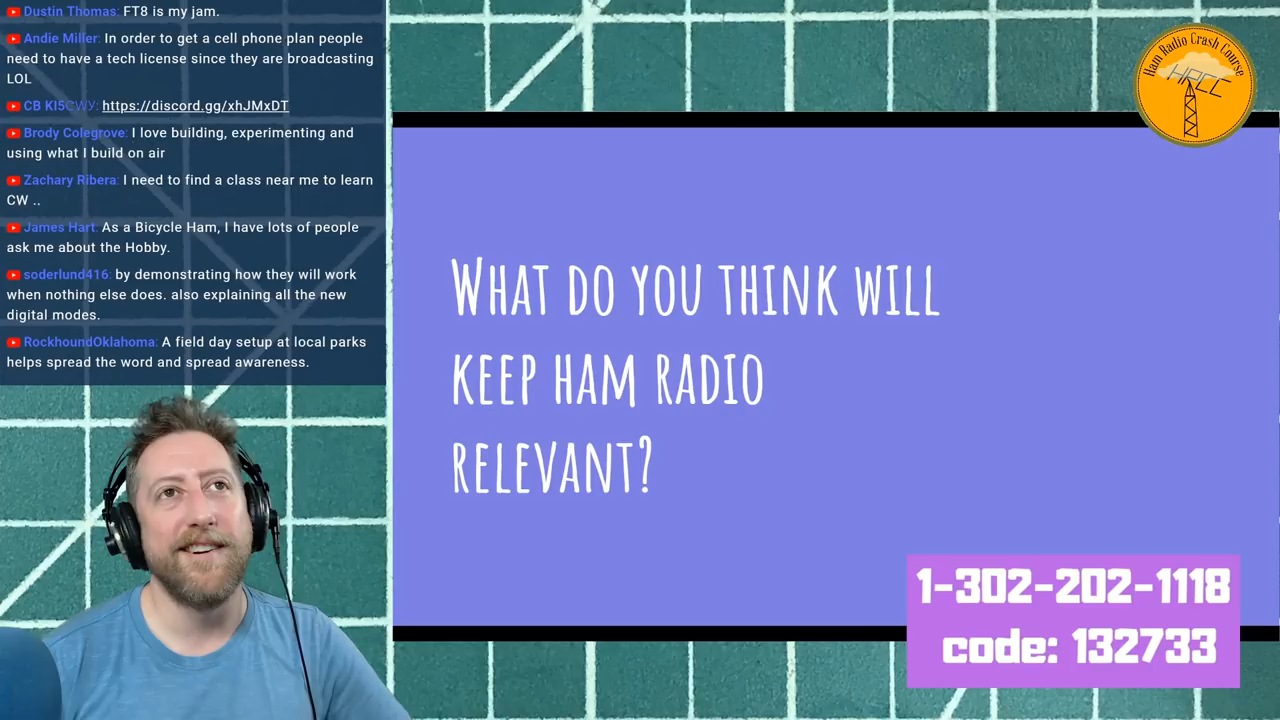 Dustin Thomas: FT8 is my jam.
Andie Miller: In order to get a cell phone plan people
need to have a tech license since they are broadcasting
LOL
CB KI5CWY: https://discord.gg/xhJMxDT
Brody Colegrove: I love building, experimenting and
using what I build on air
Zachary Ribera: I need to find a class near me to learn
CW ..
James Hart: As a Bicycle Ham, I have lots of people
ask me about the Hobby.
soderlund416: by demonstrating how they will work
when nothing else does. also explaining all the new
digital modes.
RockhoundOklahoma: A field day setup at local parks
helps spread the word and spread awareness.
Ham Radio Crash Course
HRCC
WHAT DO YOU THINK WILL
KEEP HAM RADIO
RELEVANT?
1-302-202-1118
code: 132733